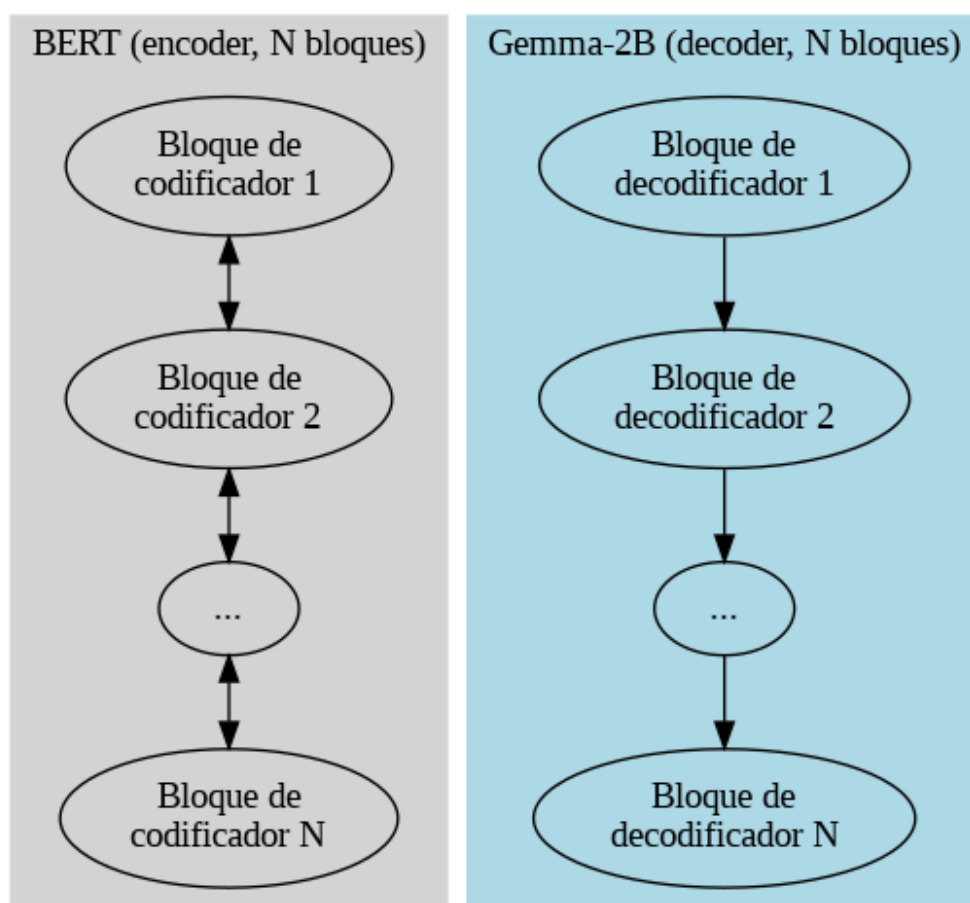 BERT (encoder, N bloques)
Bloque de
codificador 1
Bloque de
codificador 2
...
Bloque de
codificador N
Gemma-2B (decoder, N bloques)
Bloque de
decodificador 1
Bloque de
decodificador 2
...
Bloque de
decodificador N